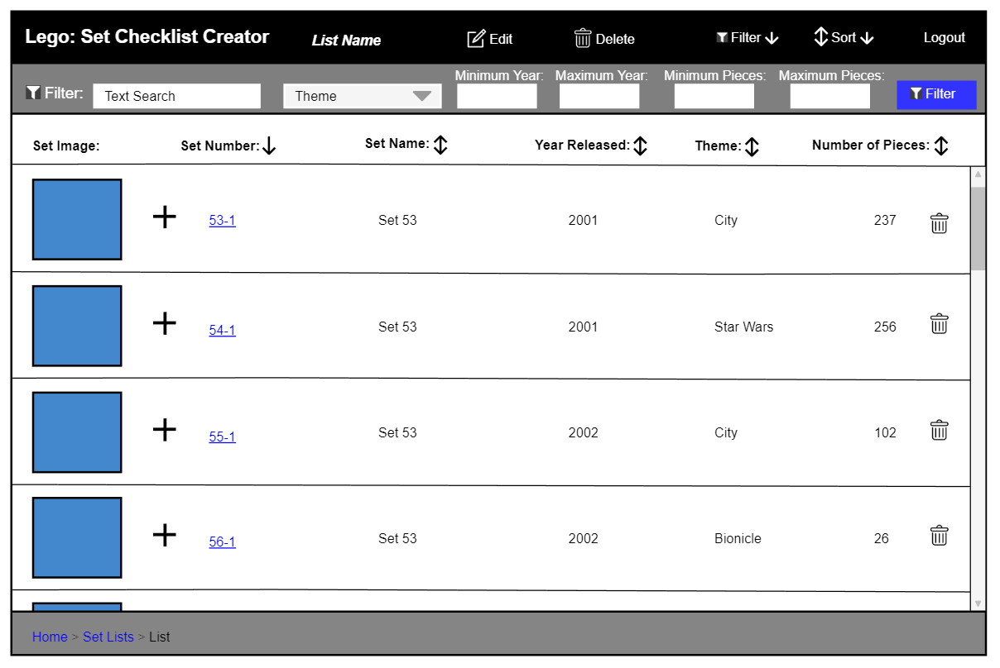 Lego: Set Checklist Creator List Name Edit Delete Filter Sort Logout
Filter: Text Search Theme Minimum Year: Maximum Year: Minimum Pieces: Maximum Pieces: Filter
Set Image: Set Number: Set Name: Year Released: Theme: Number of Pieces:
53-1 Set 53 2001 City 237
54-1 Set 53 2001 Star Wars 256
55-1 Set 53 2002 City 102
56-1 Set 53 2002 Bionicle 26
Home > Set Lists > List